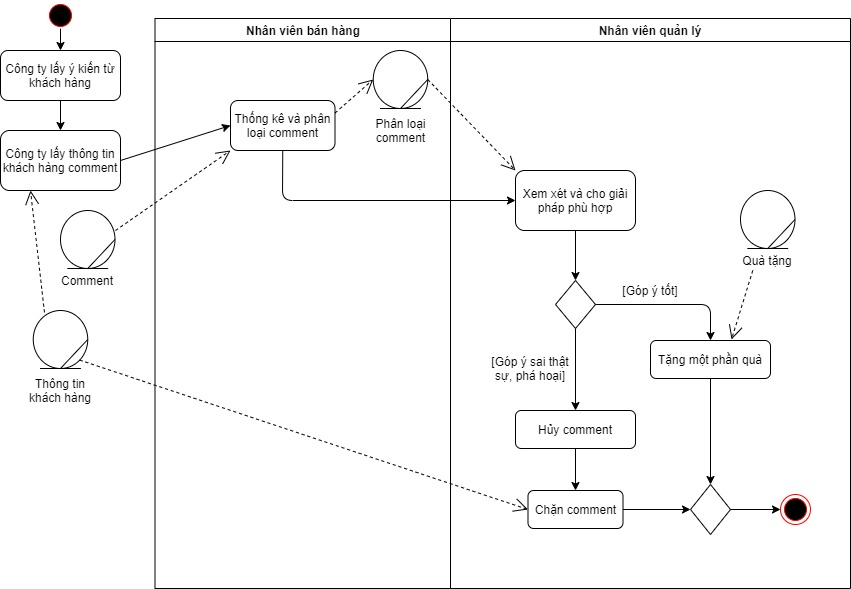 Nhân viên bán hàng
Nhân viên quản lý
Công ty lấy ý kiến từ
khách hàng
Công ty lấy thông tin
khách hàng comment
Thống kê và phân
loại comment
Phân loại
comment
Xem xét và cho giải
pháp phù hợp
Comment
Quà tặng
[Góp ý tốt]
[Góp ý sai thật
sự, phá hoại]
Tặng một phần quà
Thông tin
khách hàng
Hủy comment
Chặn comment